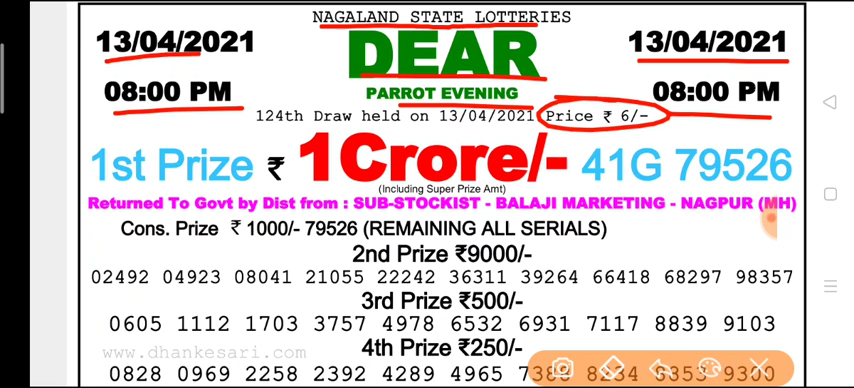 NAGALAND STATE LOTTERIES
13/04/2021 DEAR 13/04/2021
08:00 PM PARROT EVENING 08:00 PM
124th Draw held on 13/04/2021 Price ₹ 6/-
1st Prize ₹ 1Crore/- 41G 79526
(Including Super Prize Amt)
Returned To Govt by Dist from : SUB-STOCKIST - BALAJI MARKETING - NAGPUR (MH)
Cons. Prize ₹ 1000/- 79526 (REMAINING ALL SERIALS)
2nd Prize ₹9000/-
02492 04923 08041 21055 22242 36311 39264 66418 68297 98357
3rd Prize ₹500/-
0605 1112 1703 3757 4978 6532 6931 7117 8839 9103
www.dhankesari.com
4th Prize ₹250/-
0828 0969 2258 2392 4289 4965